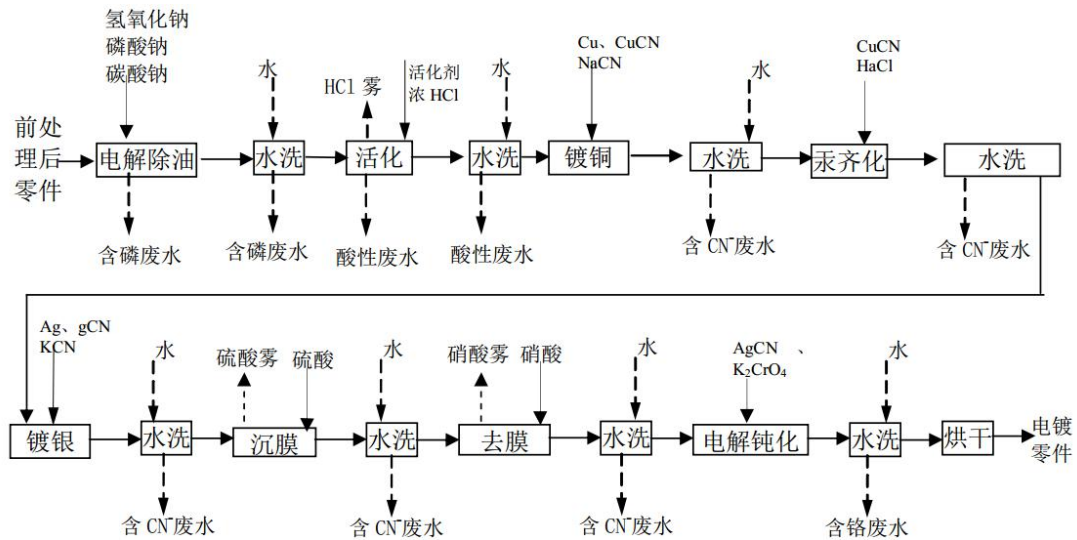 氢氧化钠
磷酸钠
碳酸钠
水
HCl 雾
活化剂
浓 HCl
水
Cu、CuCN
NaCN
水
CuCN
HaCl
前处
理后
零件
电解除油
水洗
活化
水洗
镀铜
水洗
汞齐化
水洗
含磷废水
含磷废水
酸性废水
酸性废水
含 CN⁻废水
含 CN⁻废水
Ag、gCN
KCN
水
硫酸雾
硫酸
水
硝酸雾
硝酸
水
AgCN 、
K₂CrO₄
水
镀银
水洗
沉膜
水洗
去膜
水洗
电解钝化
水洗
烘干
电镀
零件
含 CN⁻废水
含 CN⁻废水
含 CN⁻废水
含铬废水